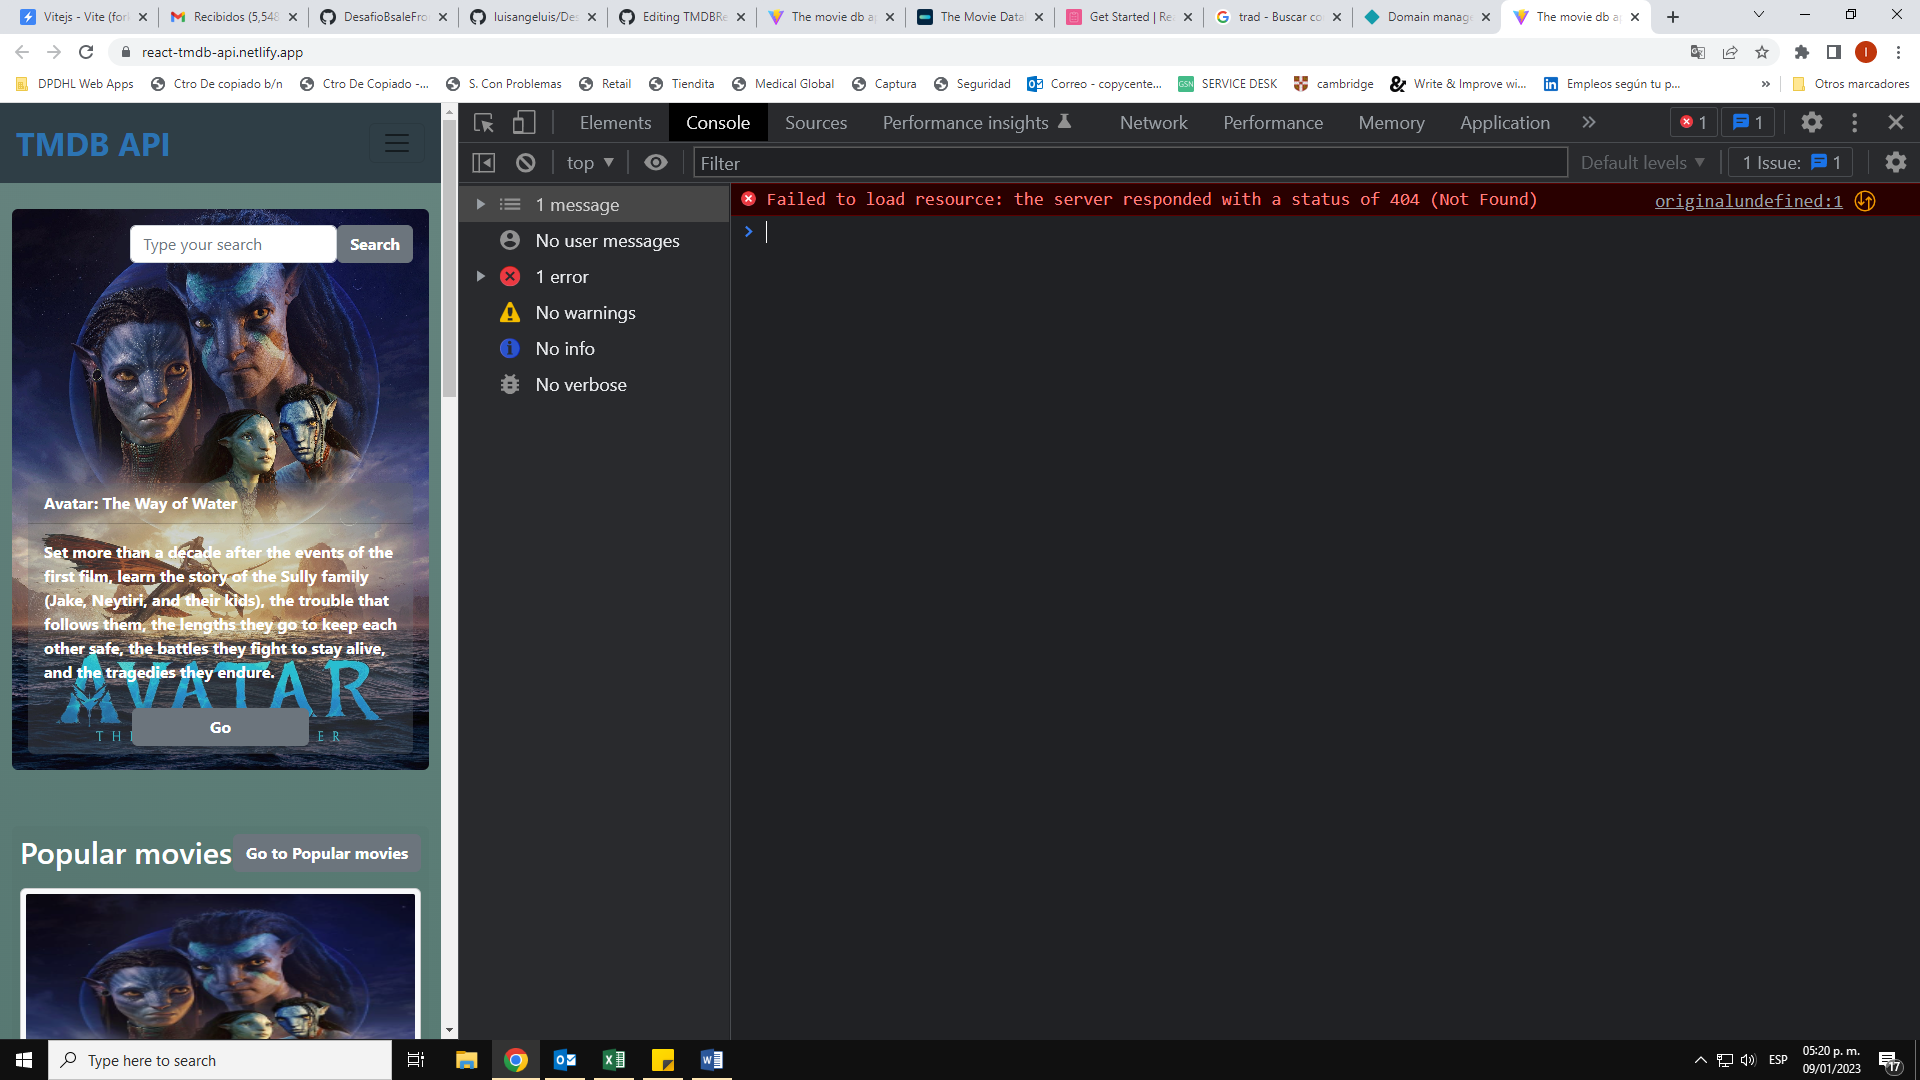 Vitejs - Vite (for
Recibidos (5,548
DesafioBsaleFro
luisangeluis/Des
Editing TMDBRe
The movie db a
The Movie Data
Get Started | Re
trad - Buscar co
Domain manag
The movie db a
react-tmdb-api.netlify.app
I
DPDHL Web Apps
Ctro De copiado b/n
Ctro De Copiado -...
S. Con Problemas
Retail
Tiendita
Medical Global
Captura
Seguridad
Correo - copycente...
GSN SERVICE DESK
cambridge
Write & Improve wi...
Empleos según tu p...
»
Otros marcadores
TMDB API
Type your search
Search
Avatar: The Way of Water
Set more than a decade after the events of the
first film, learn the story of the Sully family
(Jake, Neytiri, and their kids), the trouble that
follows them, the lengths they go to keep each
other safe, the battles they fight to stay alive,
and the tragedies they endure.
AVATAR
Go
Popular movies
Go to Popular movies
Elements
Console
Sources
Performance insights
Network
Performance
Memory
Application
»
1
1
top
Filter
Default levels
1 Issue: 1
1 message
No user messages
1 error
No warnings
No info
No verbose
Failed to load resource: the server responded with a status of 404 (Not Found)
originalundefined:1
Type here to search
ESP
05:20 p. m.
09/01/2023
17